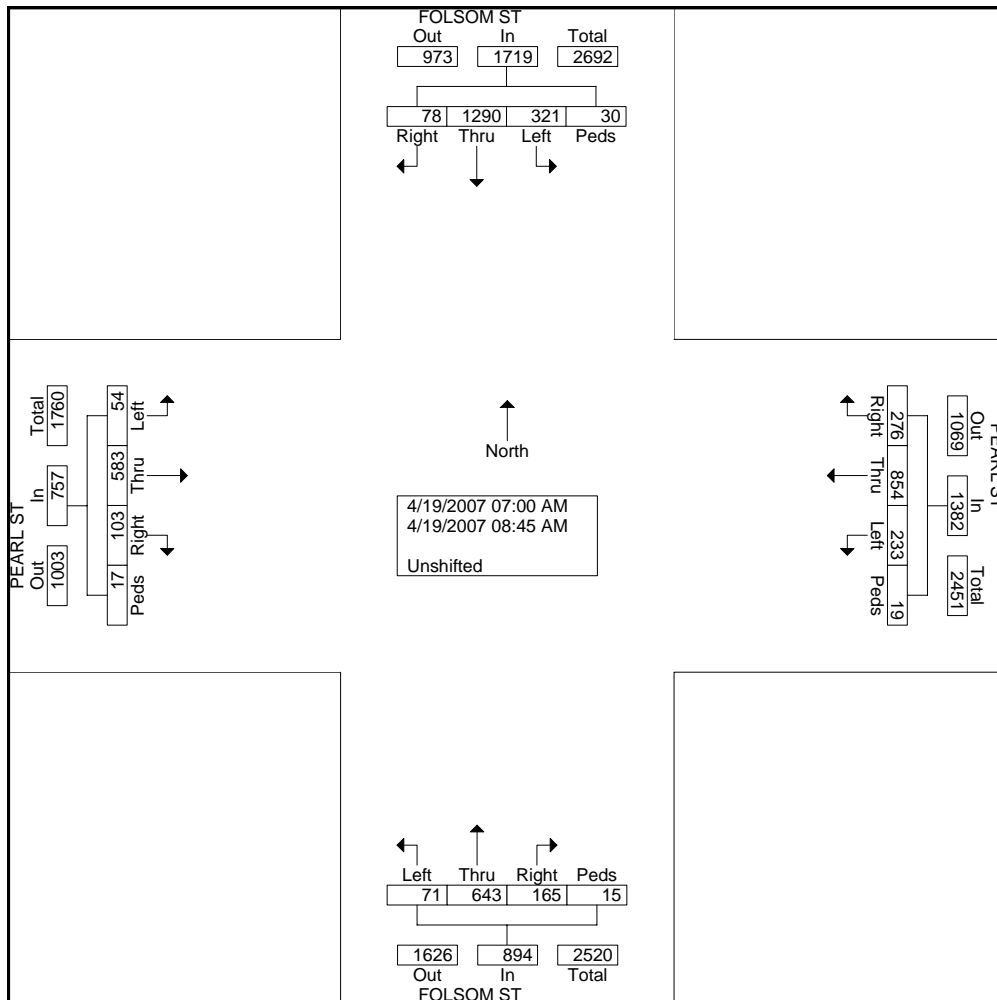 FOLSOM ST
Out In Total
973 1719 2692
78 1290 321 30
Right Thru Left Peds
PEARL ST
Total In Out
1760 757 1003
54 583 103 17
Left Thru Right Peds
North
4/19/2007 07:00 AM
4/19/2007 08:45 AM
Unshifted
Right Thru Left Peds
276 854 233 19
Out In Total
1069 1382 2451
PEARL ST
Left Thru Right Peds
71 643 165 15
1626 894 2520
Out In Total
FOLSOM ST